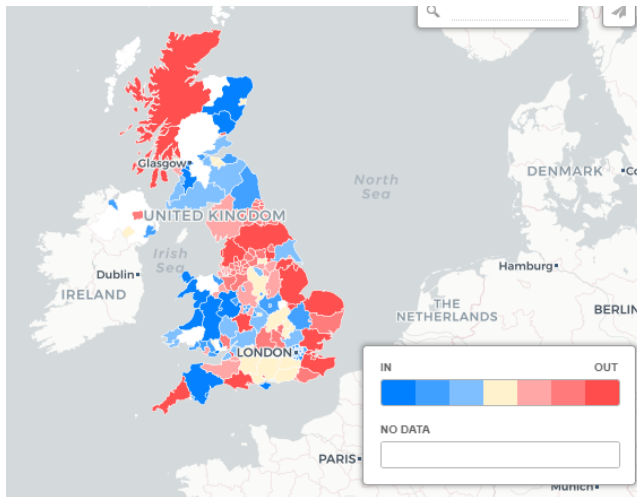 Glasgow
North
Sea
DENMARK
UNITED KINGDOM
Irish
Sea
Dublin
Hamburg
IRELAND
THE
NETHERLANDS
BERLIN
LONDON
IN
OUT
NO DATA
PARIS